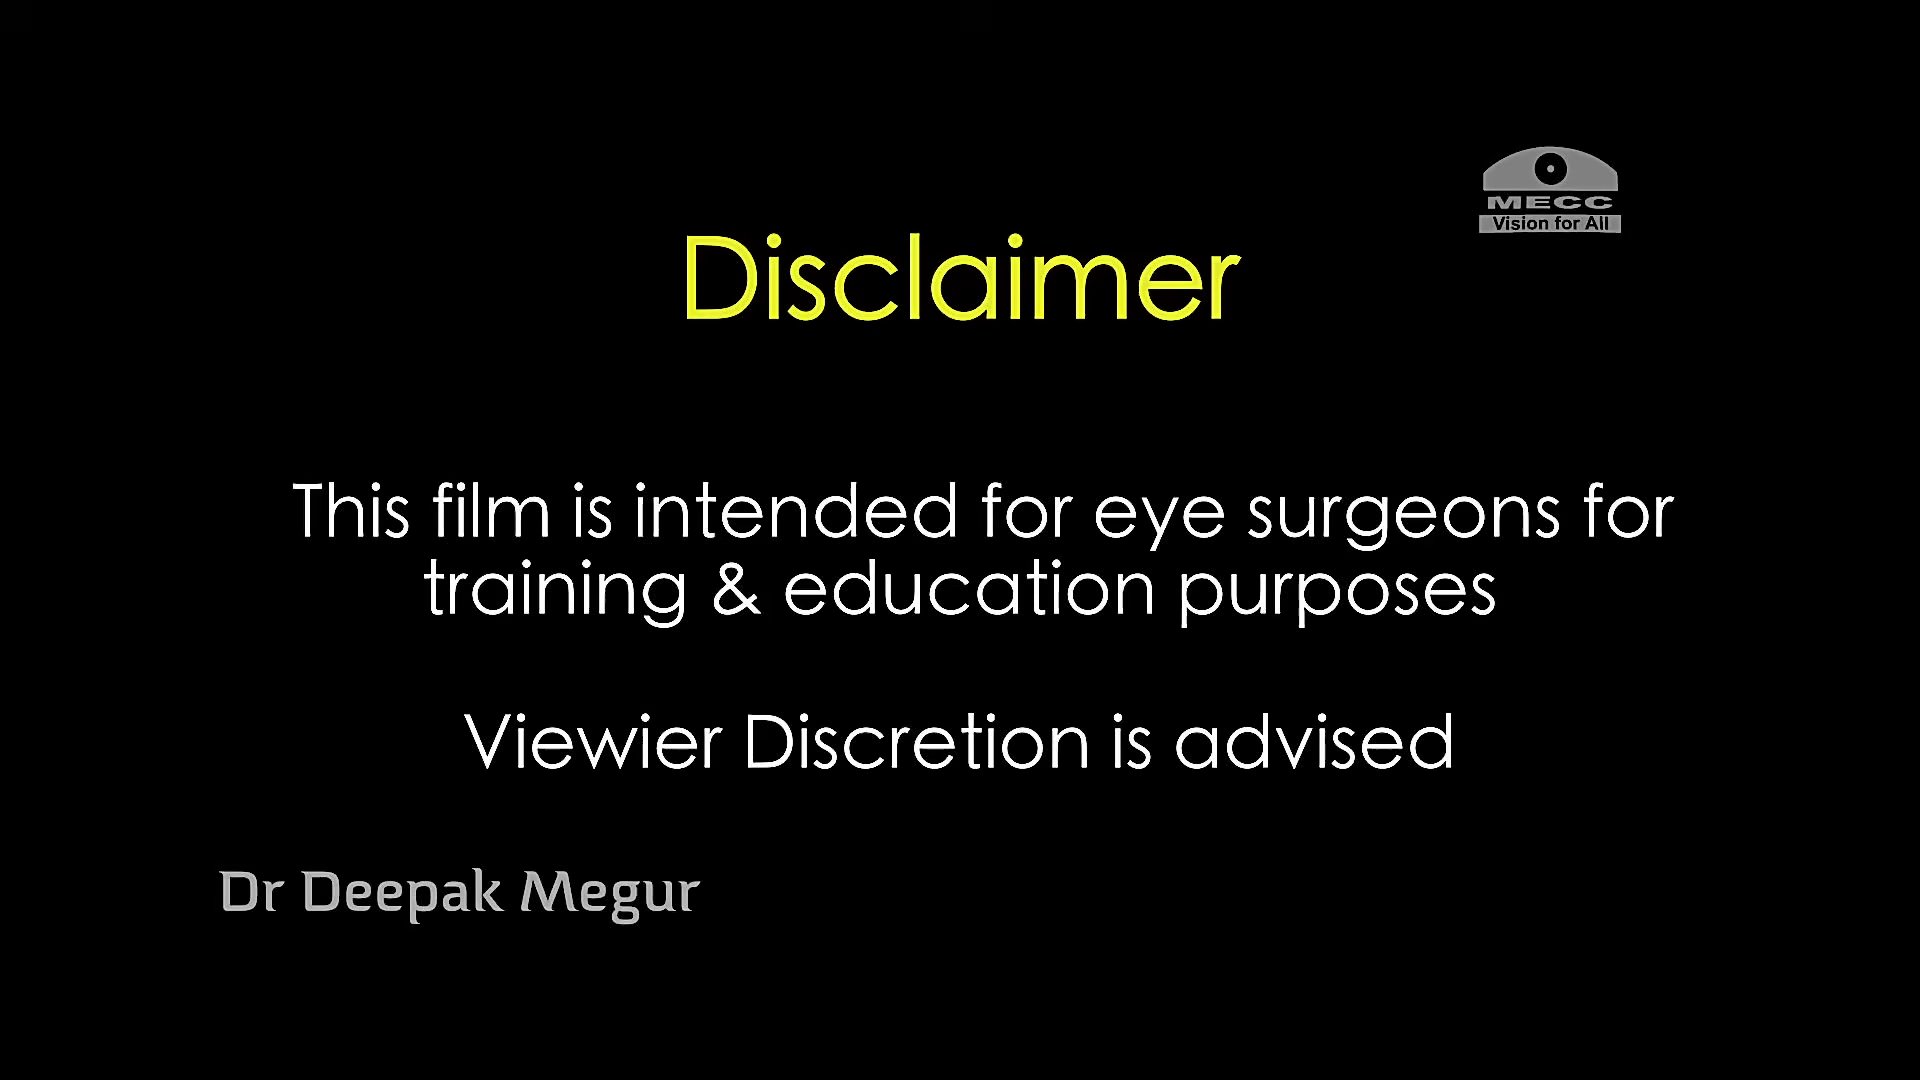 MECC
Vision for All
Disclaimer
This film is intended for eye surgeons for
training & education purposes
Viewier Discretion is advised
Dr Deepak Megur